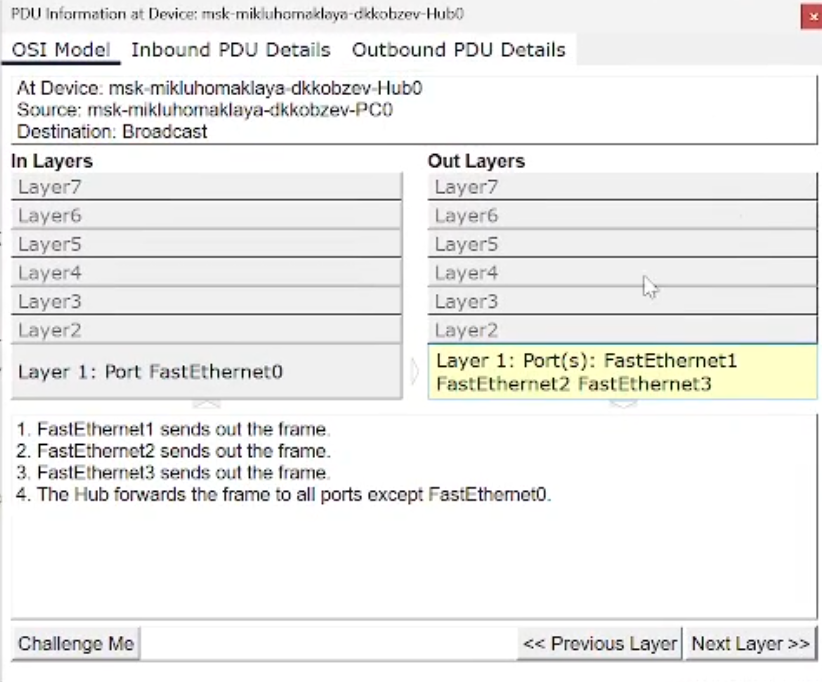 PDU Information at Device: msk-mikluhomaklaya-dkkobzev-Hub0
OSI Model Inbound PDU Details Outbound PDU Details
At Device: msk-mikluhomaklaya-dkkobzev-Hub0
Source: msk-mikluhomaklaya-dkkobzev-PC0
Destination: Broadcast
In Layers
Layer7
Layer6
Layer5
Layer4
Layer3
Layer2
Layer 1: Port FastEthernet0
Out Layers
Layer7
Layer6
Layer5
Layer4
Layer3
Layer2
Layer 1: Port(s): FastEthernet1
FastEthernet2 FastEthernet3
1. FastEthernet1 sends out the frame.
2. FastEthernet2 sends out the frame.
3. FastEthernet3 sends out the frame.
4. The Hub forwards the frame to all ports except FastEthernet0.
Challenge Me << Previous Layer Next Layer >>